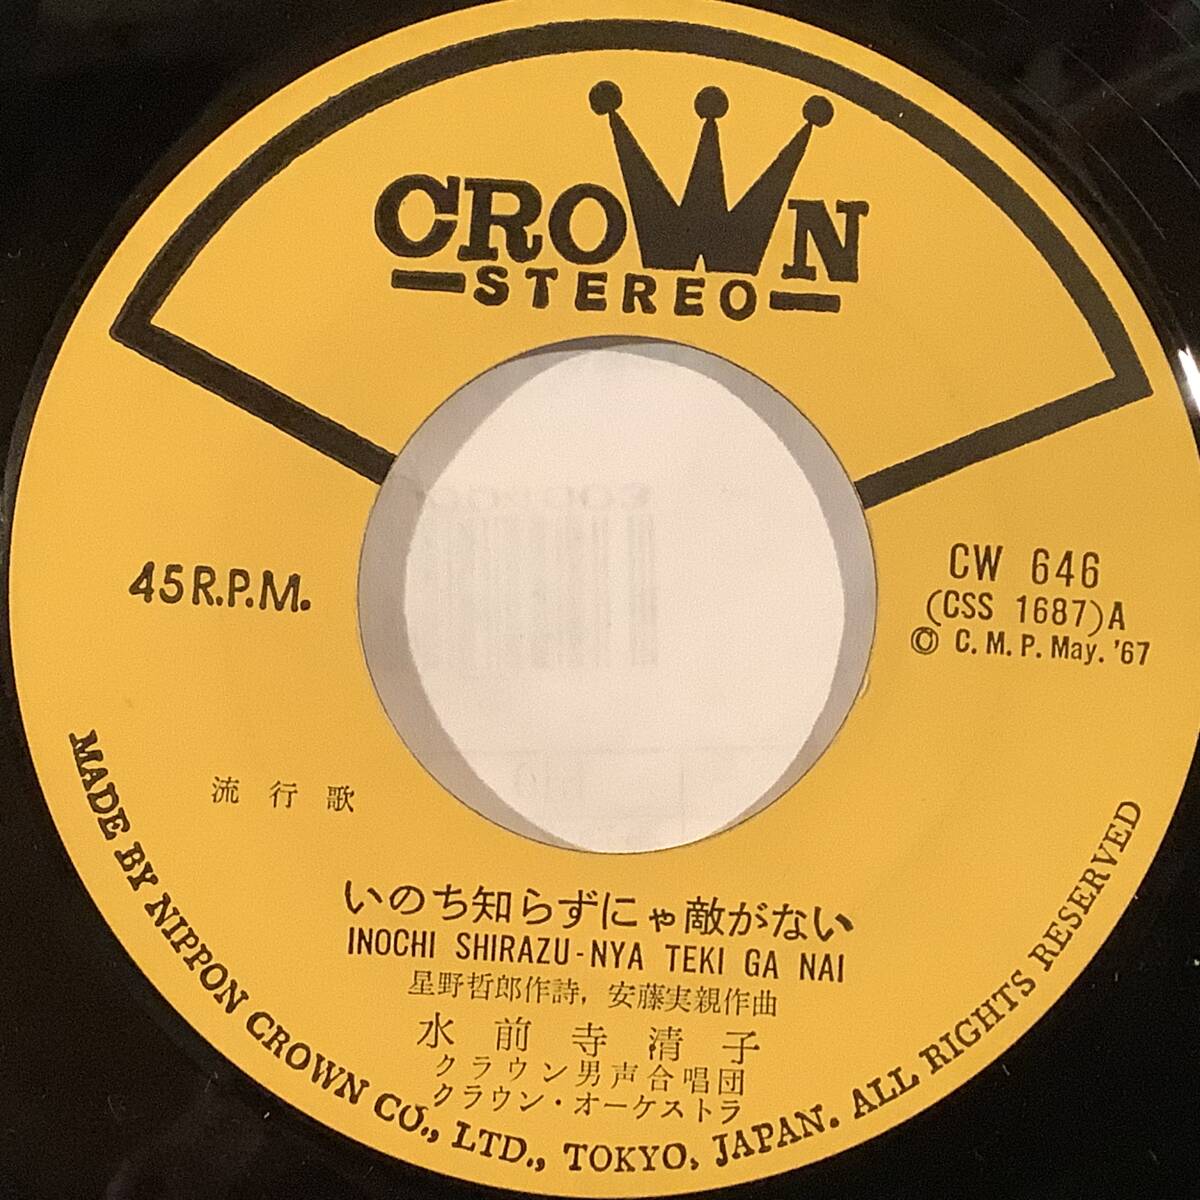 CROWN
STEREO
45 R.P.M.
CW 646
(CSS 1687)A
© C. M. P. May. '67
流行歌
いのち知らずにゃ敵がない
INOCHI SHIRAZU-NYA TEKI GA NAI
星野哲郎作詩, 安藤実親作曲
水前寺清子
クラウン男声合唱団
クラウン・オーケストラ
MADE BY NIPPON CROWN CO., LTD., TOKYO, JAPAN. ALL RIGHTS RESERVED